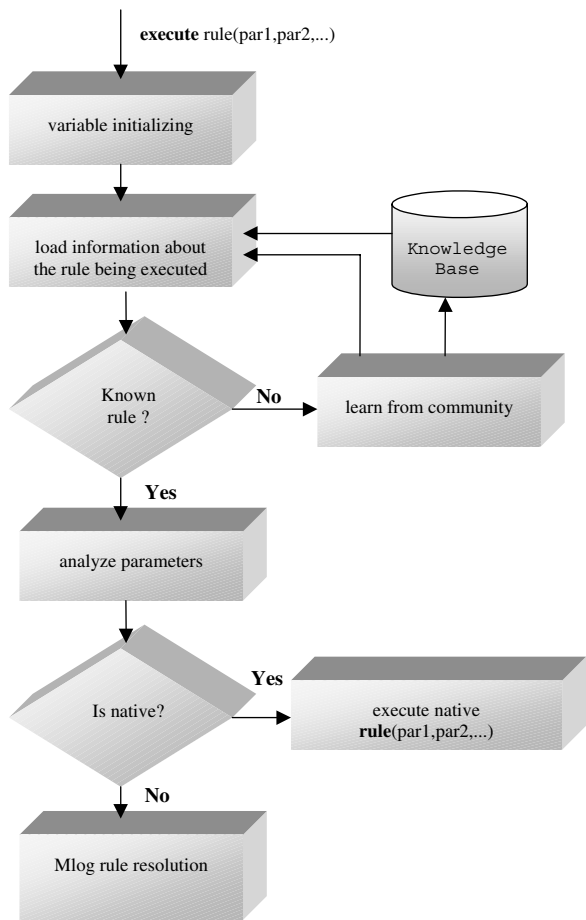 execute rule(par1,par2,...)
variable initializing
load information about
the rule being executed
Knowledge
Base
Known
rule ?
No
learn from community
Yes
analyze parameters
Is native?
Yes
execute native
rule(par1,par2,...)
No
Mlog rule resolution